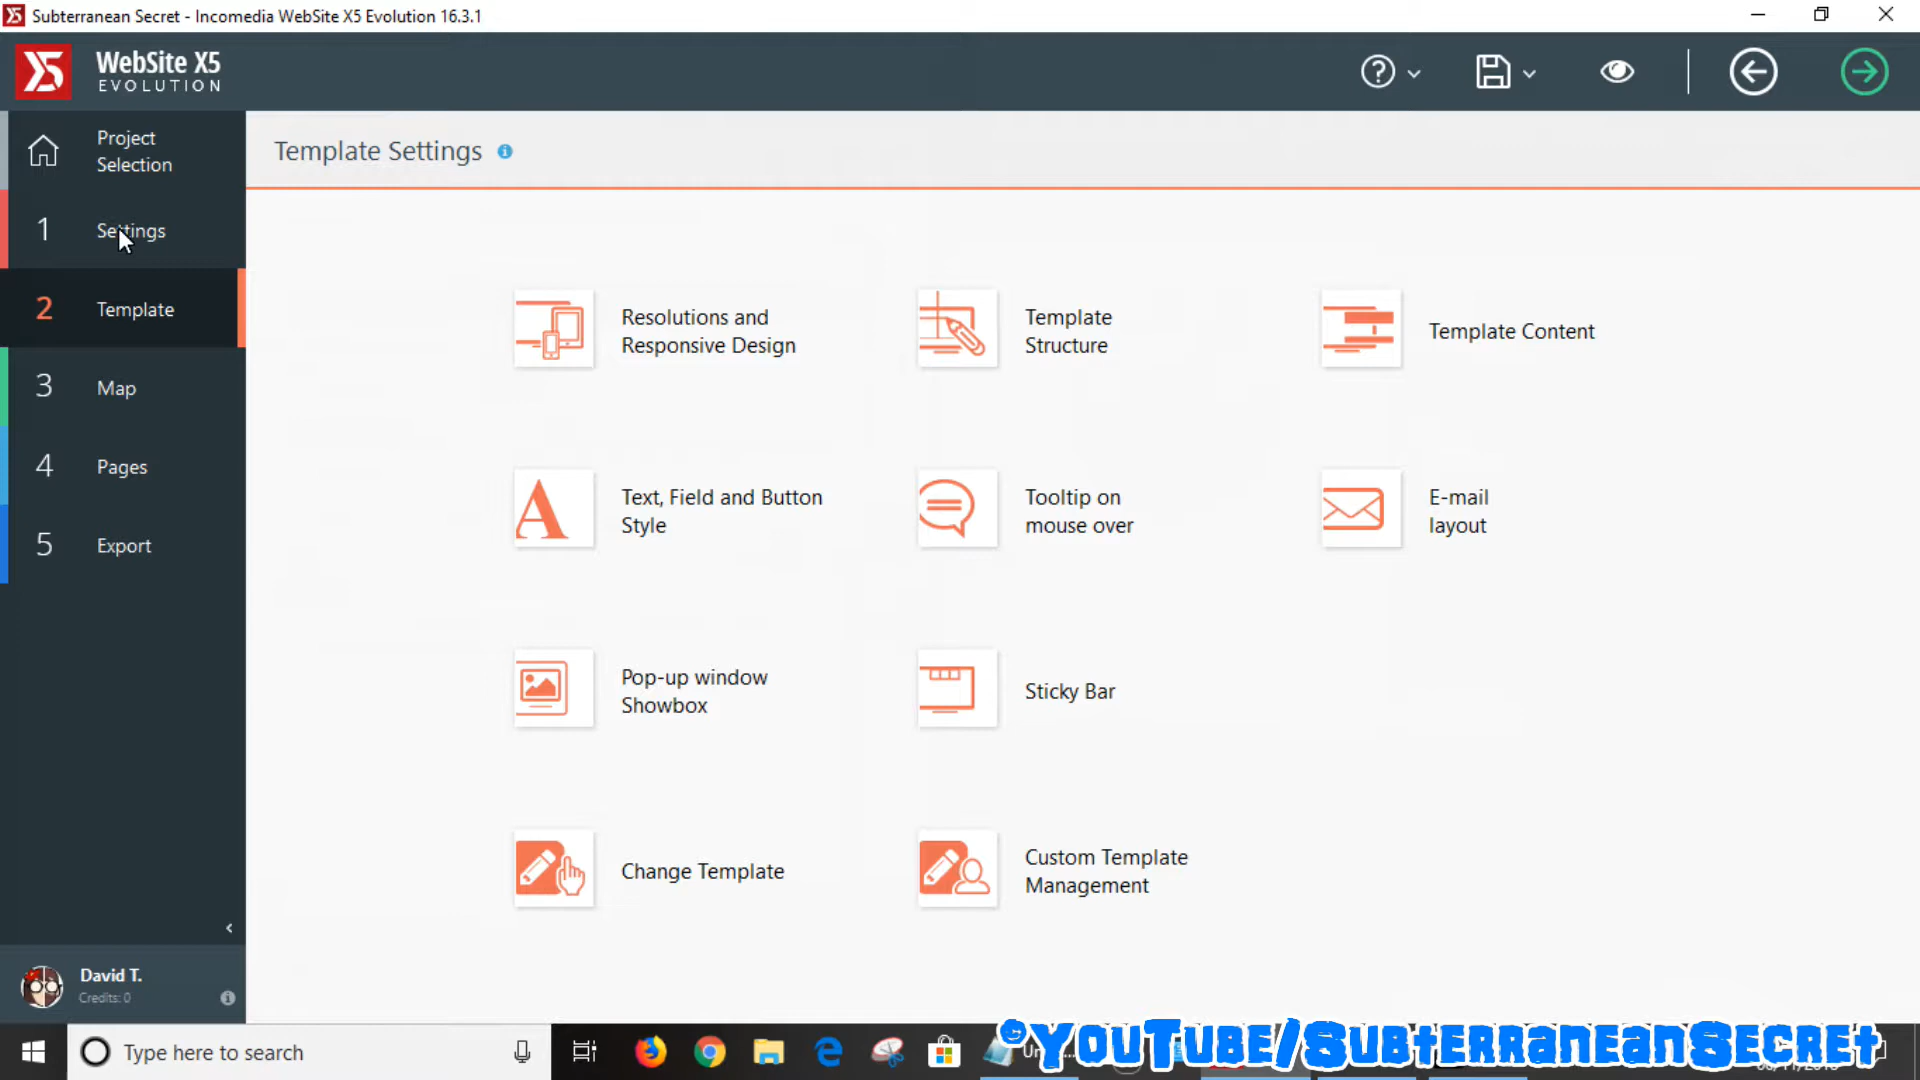 Subterranean Secret - Incomedia WebSite X5 Evolution 16.3.1
WebSite X5
EVOLUTION
Project
Selection
1 Settings
2 Template
3 Map
4 Pages
5 Export
David T.
Credits: 0
Template Settings
Resolutions and
Responsive Design
Template
Structure
Template Content
Text, Field and Button
Style
Tooltip on
mouse over
E-mail
layout
Pop-up window
Showbox
Sticky Bar
Change Template
Custom Template
Management
Type here to search
©YouTube/SubterraneanSecret